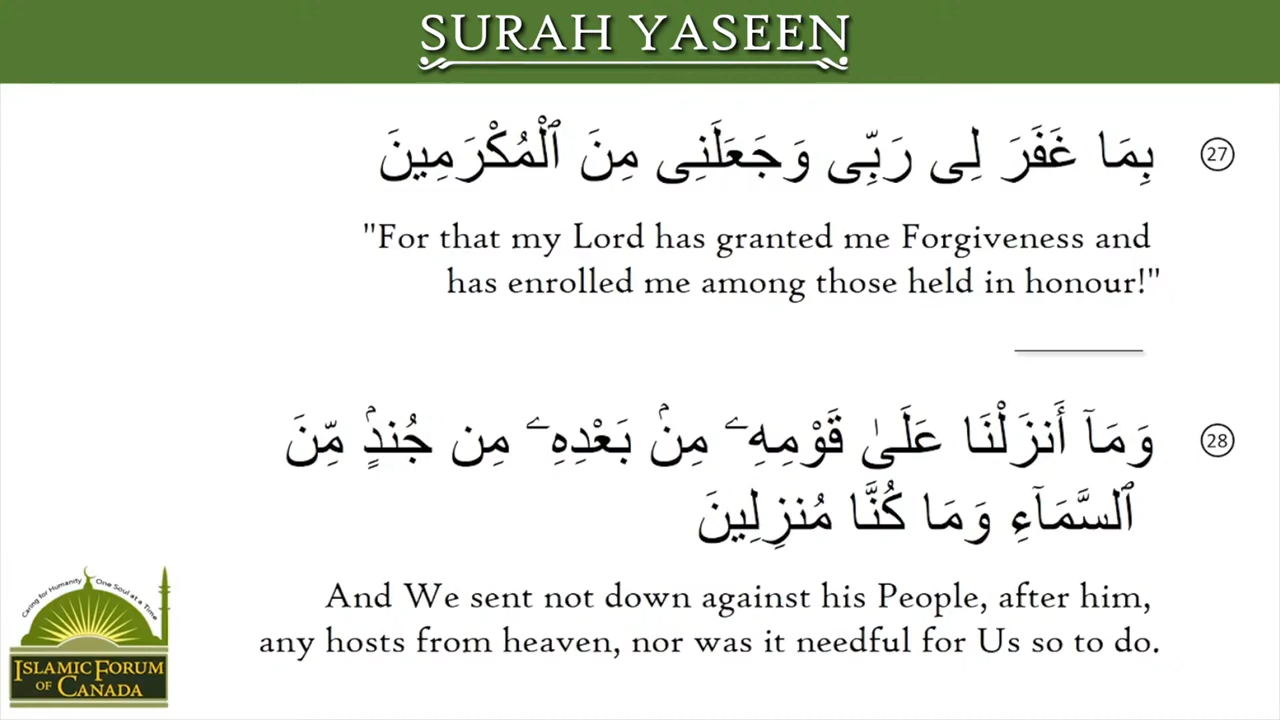 SURAH YASEEN
بِمَا غَفَرَ لِى رَبِّى وَجَعَلَنِى مِنَ ٱلْمُكْرَمِينَ
27
"For that my Lord has granted me Forgiveness and
has enrolled me among those held in honour!"
وَمَآ أَنزَلْنَا عَلَىٰ قَوْمِهِۦ مِنۢ بَعْدِهِۦ مِن جُندٍۢ مِّنَ
28
ٱلسَّمَآءِ وَمَا كُنَّا مُنزِلِينَ
And We sent not down against his People, after him,
any hosts from heaven, nor was it needful for Us so to do.
Caring for Humanity One Soul at a Time
ISLAMIC FORUM
OF CANADA